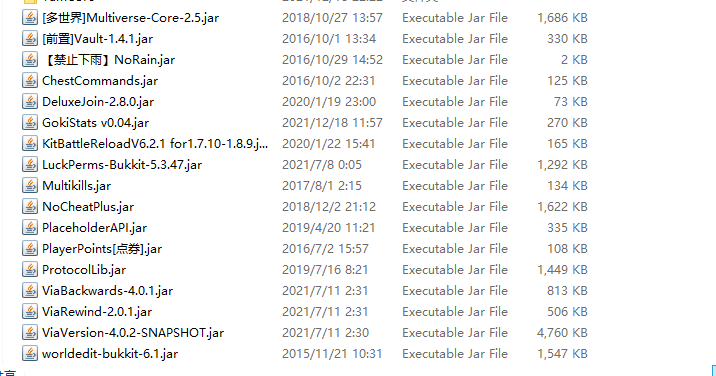 [多世界]Multiverse-Core-2.5.jar 2018/10/27 13:57 Executable Jar File 1,686 KB
[前置]Vault-1.4.1.jar 2016/10/1 13:34 Executable Jar File 330 KB
【禁止下雨】NoRain.jar 2016/10/29 14:52 Executable Jar File 2 KB
ChestCommands.jar 2016/10/2 22:31 Executable Jar File 125 KB
DeluxeJoin-2.8.0.jar 2020/1/19 23:00 Executable Jar File 73 KB
GokiStats v0.04.jar 2021/12/18 11:57 Executable Jar File 270 KB
KitBattleReloadV6.2.1 for1.7.10-1.8.9.j... 2020/1/22 15:41 Executable Jar File 165 KB
LuckPerms-Bukkit-5.3.47.jar 2021/7/8 0:05 Executable Jar File 1,292 KB
Multikills.jar 2017/8/1 2:15 Executable Jar File 134 KB
NoCheatPlus.jar 2018/12/2 21:12 Executable Jar File 1,622 KB
PlaceholderAPI.jar 2019/4/20 11:21 Executable Jar File 335 KB
PlayerPoints[点券].jar 2016/7/2 15:57 Executable Jar File 108 KB
ProtocolLib.jar 2019/7/16 8:21 Executable Jar File 1,449 KB
ViaBackwards-4.0.1.jar 2021/7/11 2:31 Executable Jar File 813 KB
ViaRewind-2.0.1.jar 2021/7/11 2:31 Executable Jar File 506 KB
ViaVersion-4.0.2-SNAPSHOT.jar 2021/7/11 2:30 Executable Jar File 4,760 KB
worldedit-bukkit-6.1.jar 2015/11/21 10:31 Executable Jar File 1,547 KB